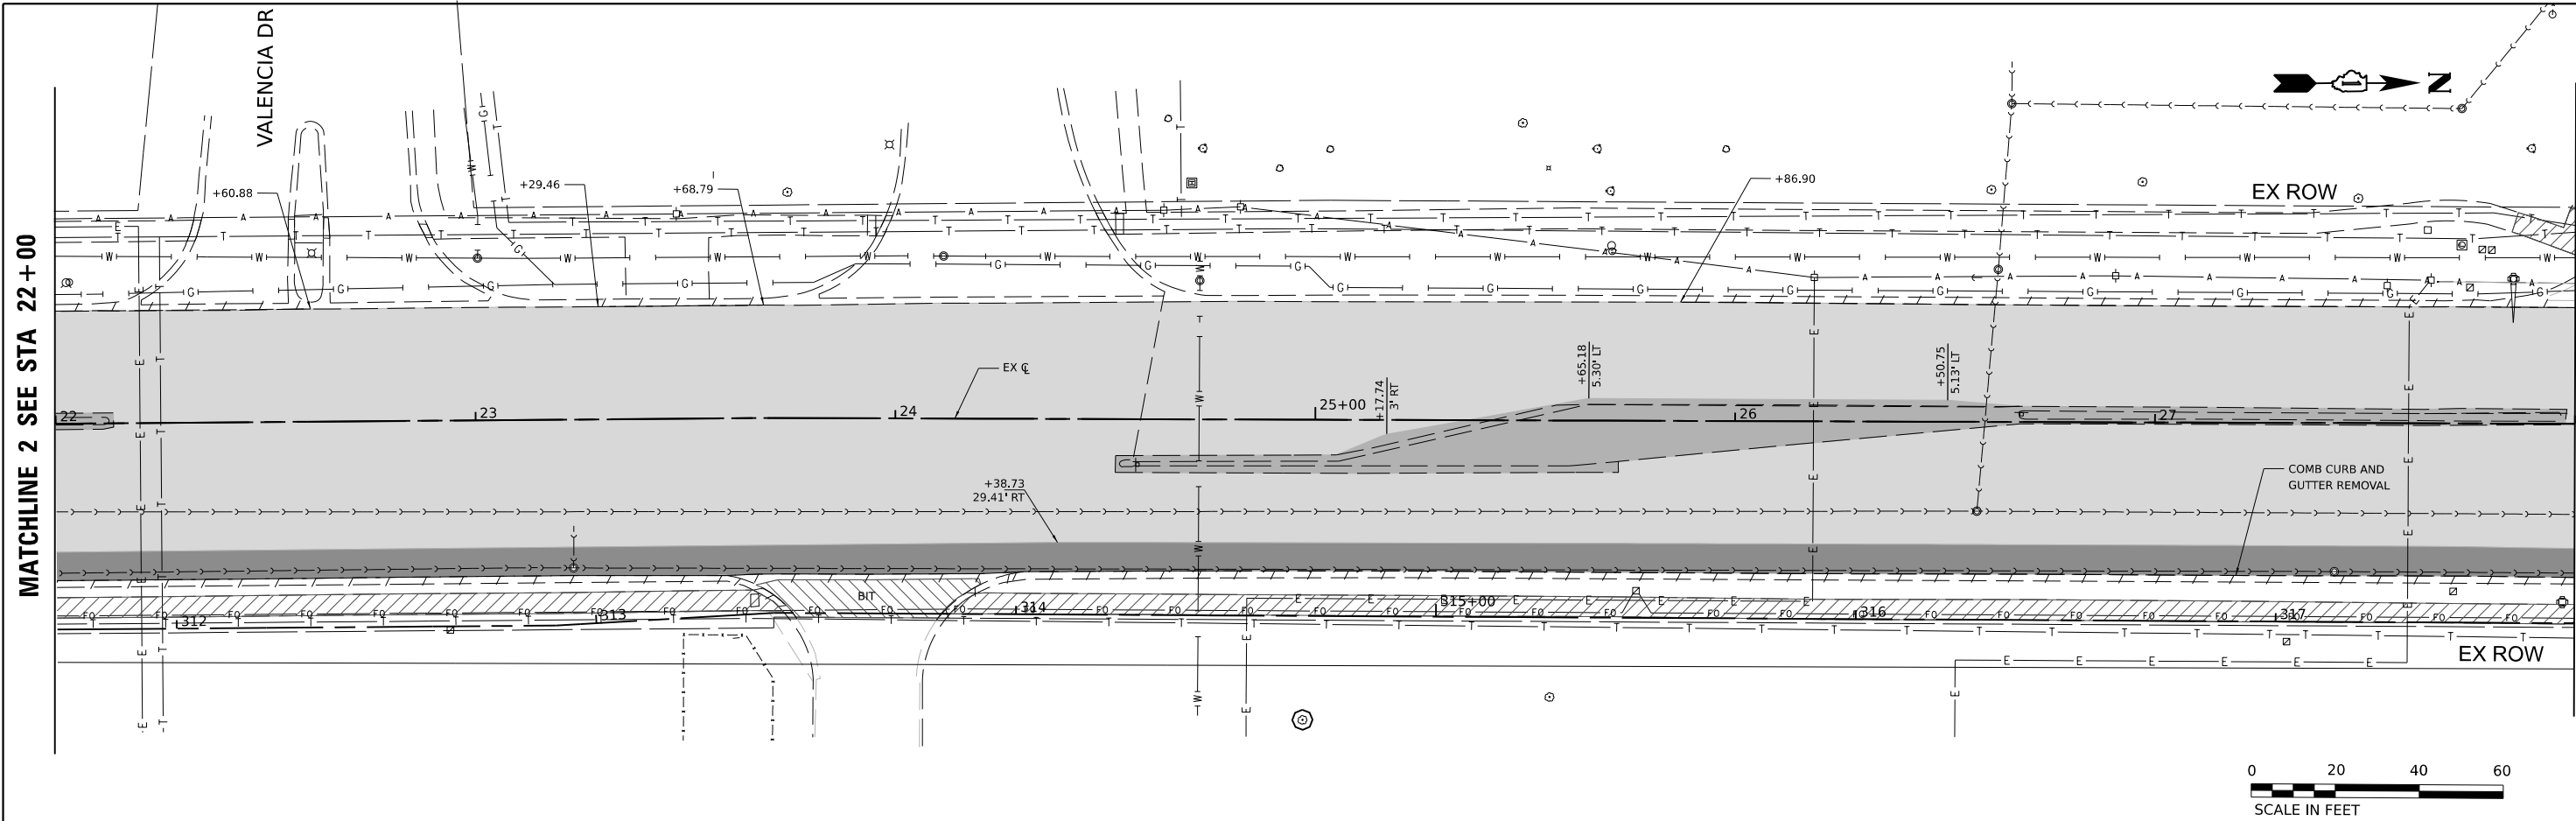 VALENCIA DR
N
+60.88
+29.46
+68.79
+86.90
EX ROW
MATCHLINE 2 SEE STA 22+00
EX ℄
+17.74
3' RT
+65.18
5.30' LT
+50.75
5.13' LT
22
23
24
25+00
26
27
+38.73
29.41' RT
COMB CURB AND
GUTTER REMOVAL
BIT
312
313
314
315+00
316
317
EX ROW
0 20 40 60
SCALE IN FEET